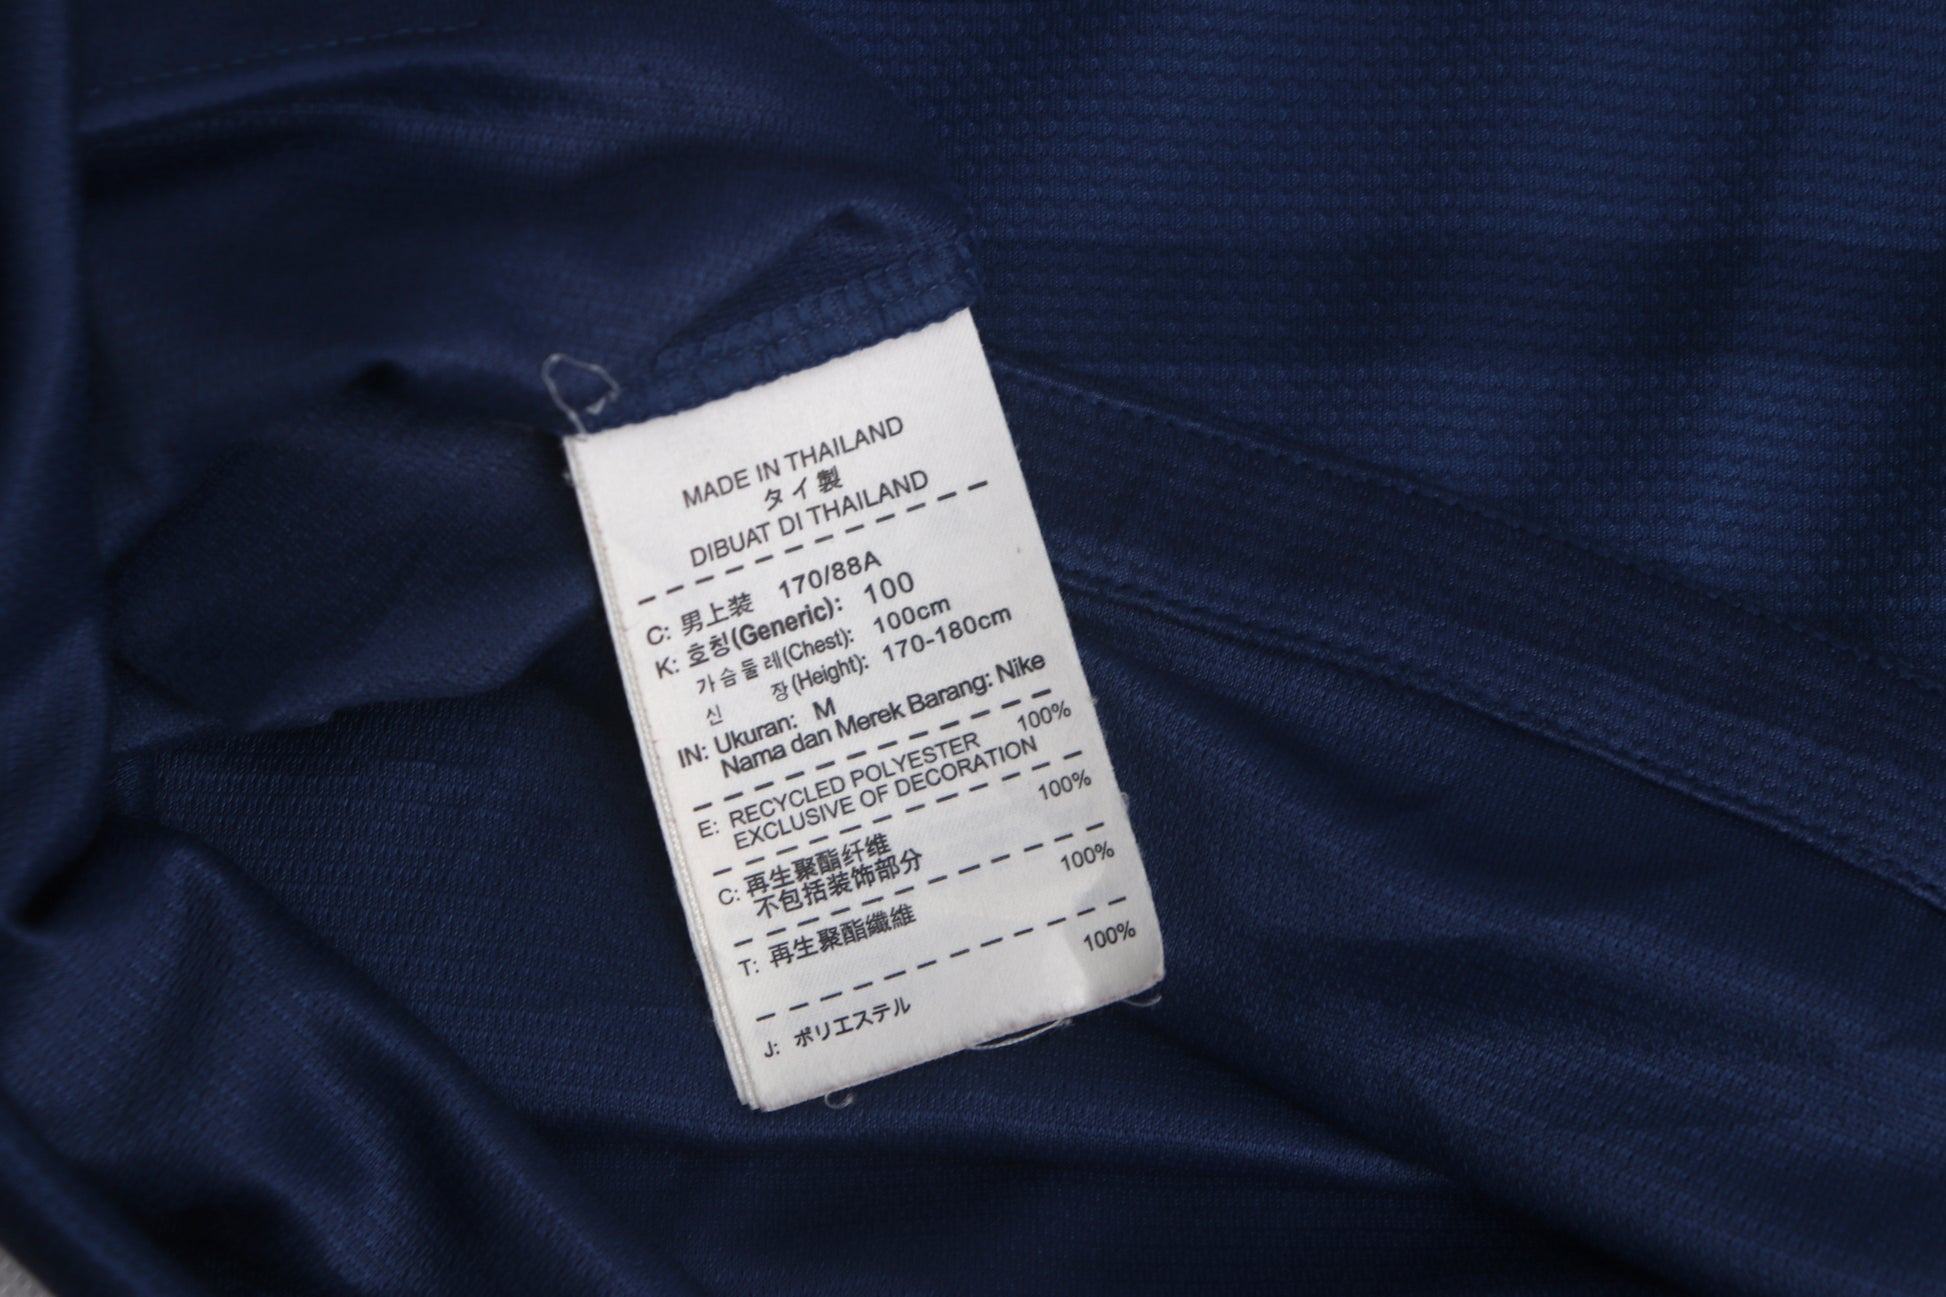 MADE IN THAILAND
タイ製
DIBUAT DI THAILAND
C: 男上装 170/88A
K: 호칭(Generic): 100
가슴둘레(Chest): 100cm
신 장(Height): 170-180cm
IN: Ukuran: M
Nama dan Merek Barang: Nike
E: RECYCLED POLYESTER 100%
EXCLUSIVE OF DECORATION
C: 再生聚酯纤维 100%
不包括装饰部分
T: 再生聚酯纖維 100%
J: ポリエステル 100%